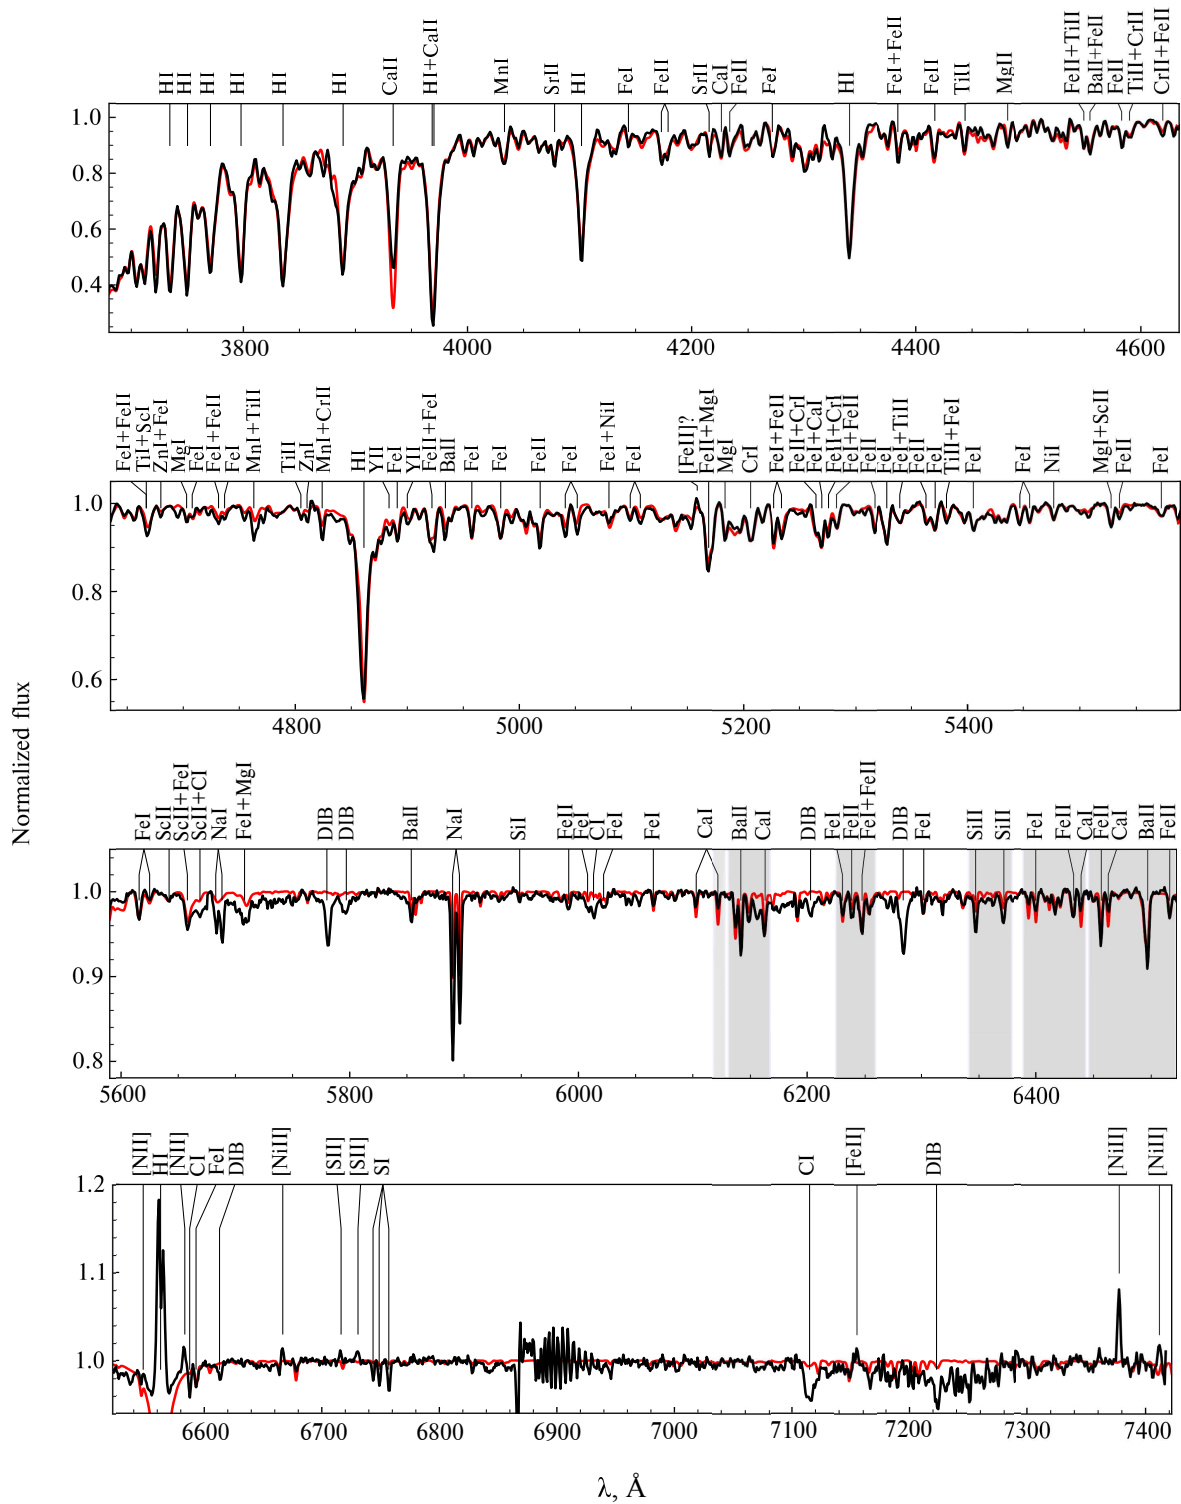 HI
HI
HI
HI
HI
HI
CaII
HI+CaII
MnI
SrII
HI
FeI
FeII
SrII
CaI
FeII
FeI
HI
FeI+FeII
FeII
TiII
MgII
FeII+TiII
BaII+FeII
FeII
TiII+CrII
CrII+FeII
1.0
0.8
0.6
0.4
3800
4000
4200
4400
4600
FeI+FeII
TiI+ScI
ZnI+FeI
MgI
FeI
FeI+FeII
FeI
MnI+TiII
TiII
ZnI
MnI+CrII
HI
YII
FeI
YII
FeII+FeI
BaII
FeI
FeI
FeII
FeI
FeI+NiI
FeI
[FeII]?
FeII+MgI
MgI
CrI
FeI+FeII
FeII+CrI
FeI+CaI
FeII+CrI
FeI+FeII
FeII
FeI
FeI+TiII
FeII
FeI
TiII+FeI
FeI
FeI
NiI
MgI+ScII
FeII
FeI
1.0
0.8
0.6
4800
5000
5200
5400
Normalized flux
FeI
ScII
ScII+FeI
ScII+CI
NaI
FeI+MgI
DIB
DIB
BaII
NaI
SiI
FeII
FeI
CI
FeI
FeI
CaI
BaII
CaI
DIB
FeI
FeII
FeI+FeII
DIB
FeI
SiII
SiII
FeI
FeII
CaI
FeII
CaI
BaII
FeII
1.0
0.9
0.8
5600
5800
6000
6200
6400
[NII]
HI
[NII]
CI
FeI
DIB
[NiII]
[SII]
[SII]
SI
CI
[FeII]
DIB
[NiII]
[NiII]
1.2
1.1
1.0
6600
6700
6800
6900
7000
7100
7200
7300
7400
λ, Å